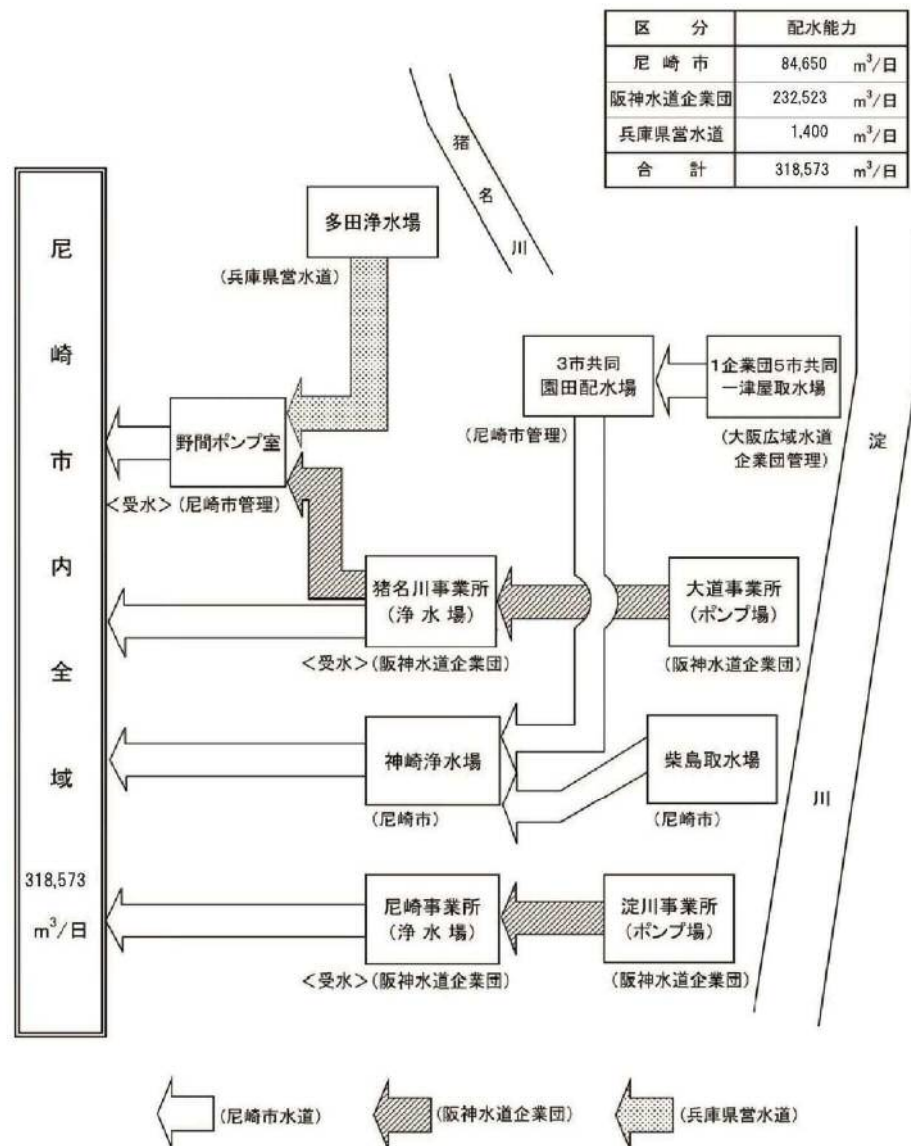 区 分 配水能力
尼 崎 市 84,650 m³/日
阪神水道企業団 232,523 m³/日
兵庫県営水道 1,400 m³/日
合 計 318,573 m³/日
猪名川
多田浄水場
(兵庫県営水道)
3市共同
園田配水場
(尼崎市管理)
1企業団5市共同
一津屋取水場
(大阪広域水道
企業団管理)
淀川
野間ポンプ室
<受水>(尼崎市管理)
猪名川事業所
(浄 水 場)
<受水>(阪神水道企業団)
大道事業所
(ポンプ場)
(阪神水道企業団)
神崎浄水場
(尼崎市)
柴島取水場
(尼崎市)
尼崎事業所
(浄 水 場)
<受水>(阪神水道企業団)
淀川事業所
(ポンプ場)
(阪神水道企業団)
尼崎市内全域
318,573
m³/日
(尼崎市水道)
(阪神水道企業団)
(兵庫県営水道)